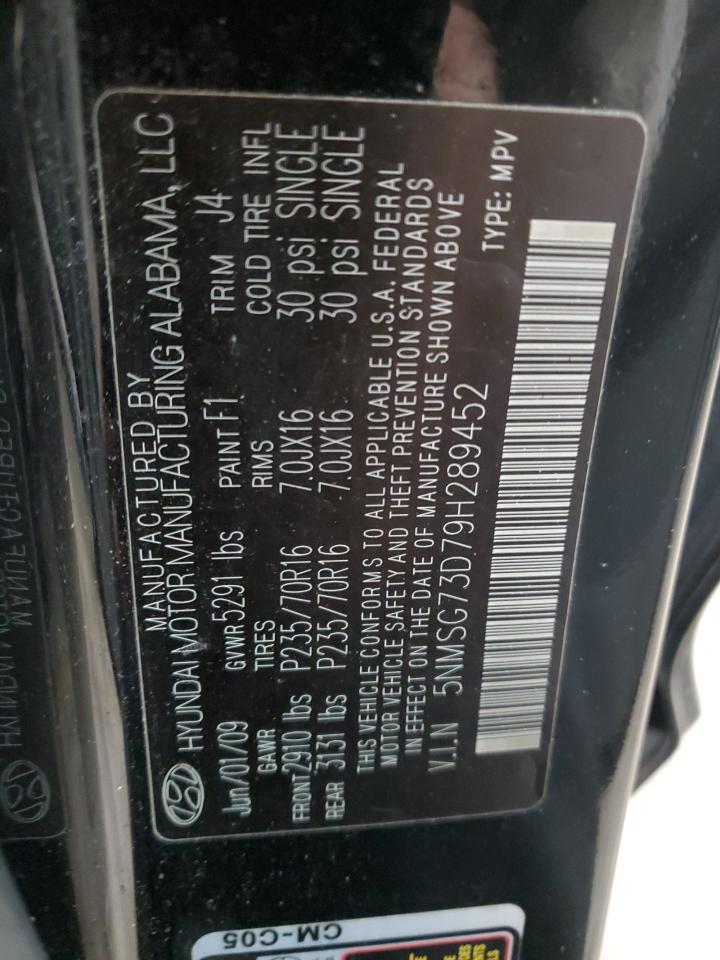 MANUFACTURED BY
HYUNDAI MOTOR MANUFACTURING ALABAMA, LLC
Jun/01/09 GVWR 5291 lbs PAINT F1 TRIM J4
GAWR TIRES RIMS COLD TIRE INFL
FRONT 2910 lbs P235/70R16 7.0JX16 30 psi SINGLE
REAR 3131 lbs P235/70R16 7.0JX16 30 psi SINGLE
THIS VEHICLE CONFORMS TO ALL APPLICABLE U.S.A. FEDERAL
MOTOR VEHICLE SAFETY AND THEFT PREVENTION STANDARDS
IN EFFECT ON THE DATE OF MANUFACTURE SHOWN ABOVE
V.I.N 5NMSG73D79H289452 TYPE: MPV
CM-C05